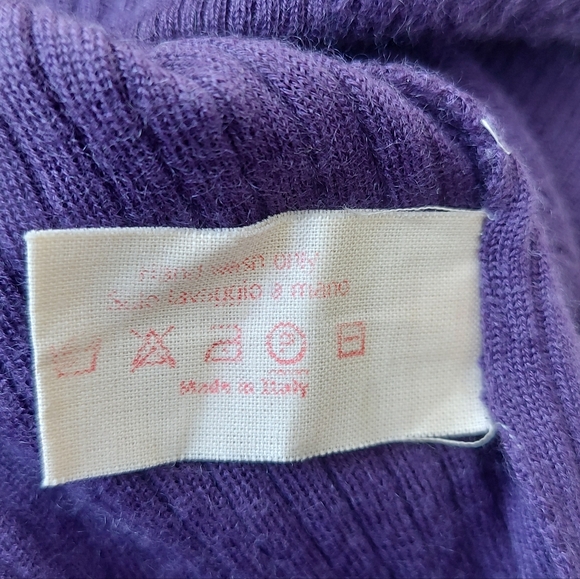 Hand wash only
Solo lavaggio a mano
P
Made in Italy